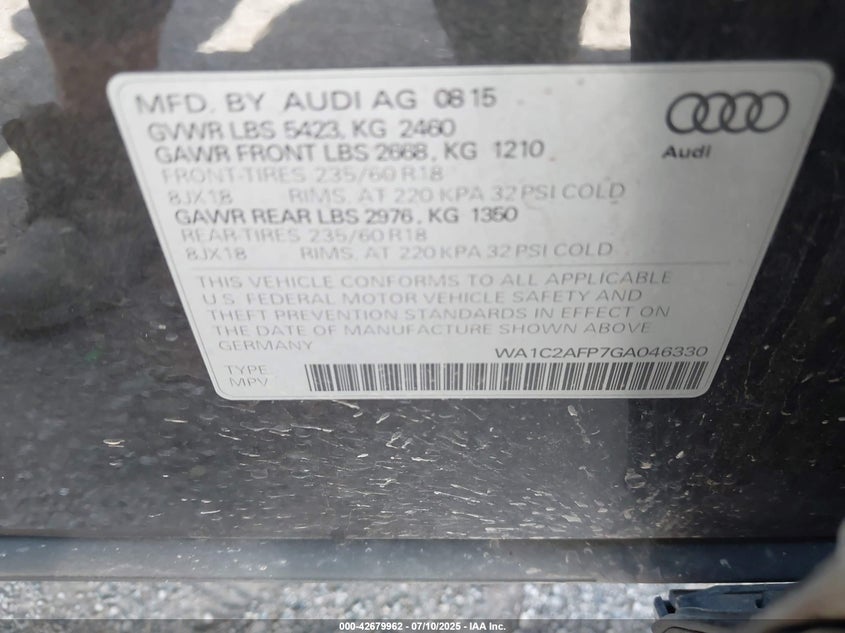 MFD. BY AUDI AG 08 15
GVWR LBS 5423, KG 2460
GAWR FRONT LBS 2668, KG 1210
FRONT-TIRES 235/60 R18
8JX18 RIMS, AT 220 KPA 32 PSI COLD
GAWR REAR LBS 2976, KG 1350
REAR-TIRES 235/60 R18
8JX18 RIMS, AT 220 KPA 32 PSI COLD
Audi
THIS VEHICLE CONFORMS TO ALL APPLICABLE
U.S. FEDERAL MOTOR VEHICLE SAFETY AND
THEFT PREVENTION STANDARDS IN EFFECT ON
THE DATE OF MANUFACTURE SHOWN ABOVE.
GERMANY
WA1C2AFP7GA046330
TYPE
MPV
000-42679962 - 07/10/2025 - IAA Inc.